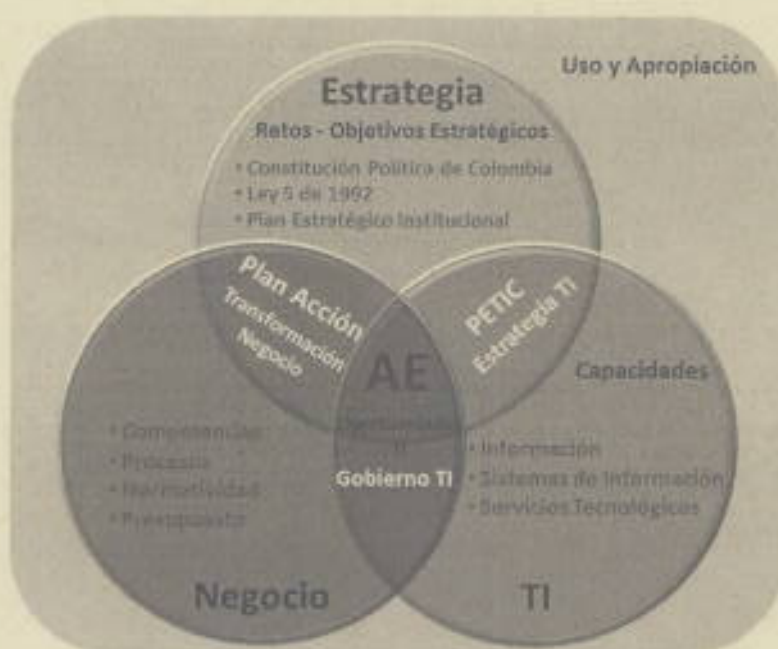 Uso y Apropiación
Estrategia
Retos - Objetivos Estratégicos
• Constitución Política de Colombia
• Ley 5 de 1992
• Plan Estratégico Institucional
Plan Acción
Transformación
Negocio
PETIC
Estrategia TI
AE
Capacidades
• Competencias
• Procesos
• Normatividad
• Presupuesto
TI
Gobierno TI
• Información
• Sistemas de Información
• Servicios Tecnológicos
Negocio
TI